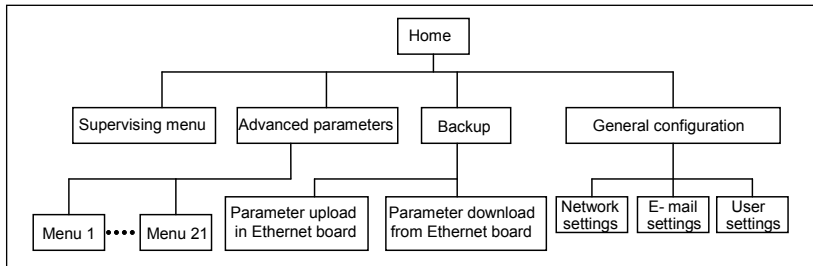 Home
Supervising menu
Advanced parameters
Backup
General configuration
Menu 1
Menu 21
Parameter upload
in Ethernet board
Parameter download
from Ethernet board
Network
settings
E- mail
settings
User
settings